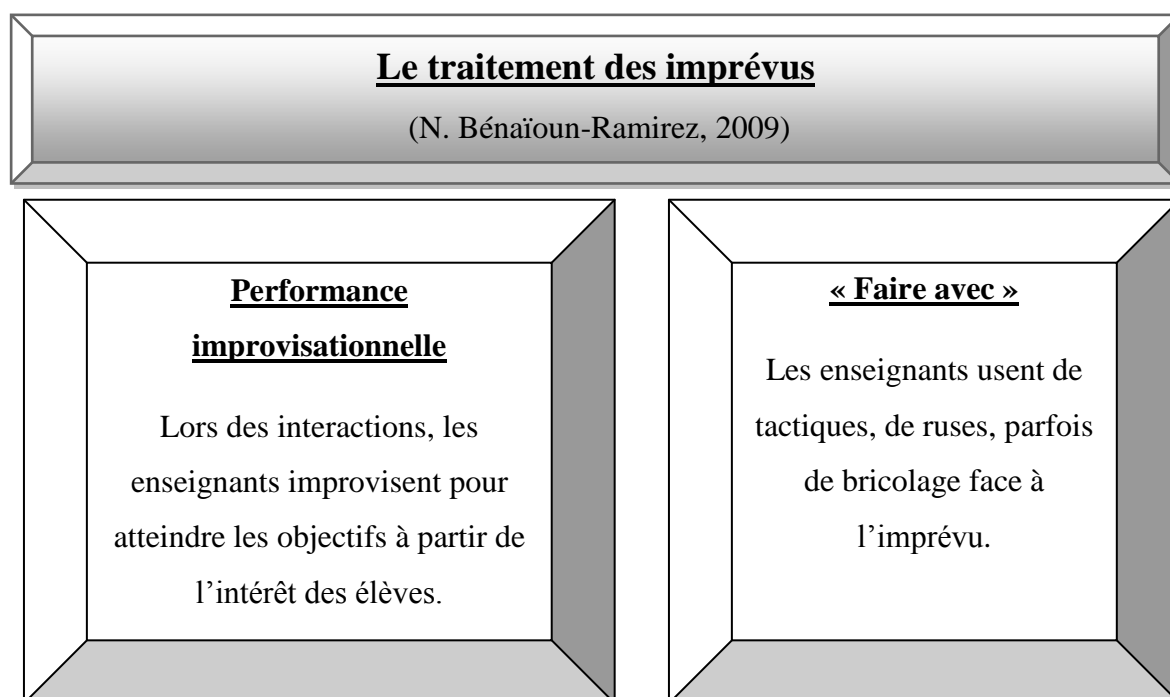 Le traitement des imprévus
(N. Bénaïoun-Ramirez, 2009)
Performance
improvisationnelle
Lors des interactions, les
enseignants improvisent pour
atteindre les objectifs à partir de
l’intérêt des élèves.
« Faire avec »
Les enseignants usent de
tactiques, de ruses, parfois
de bricolage face à
l’imprévu.